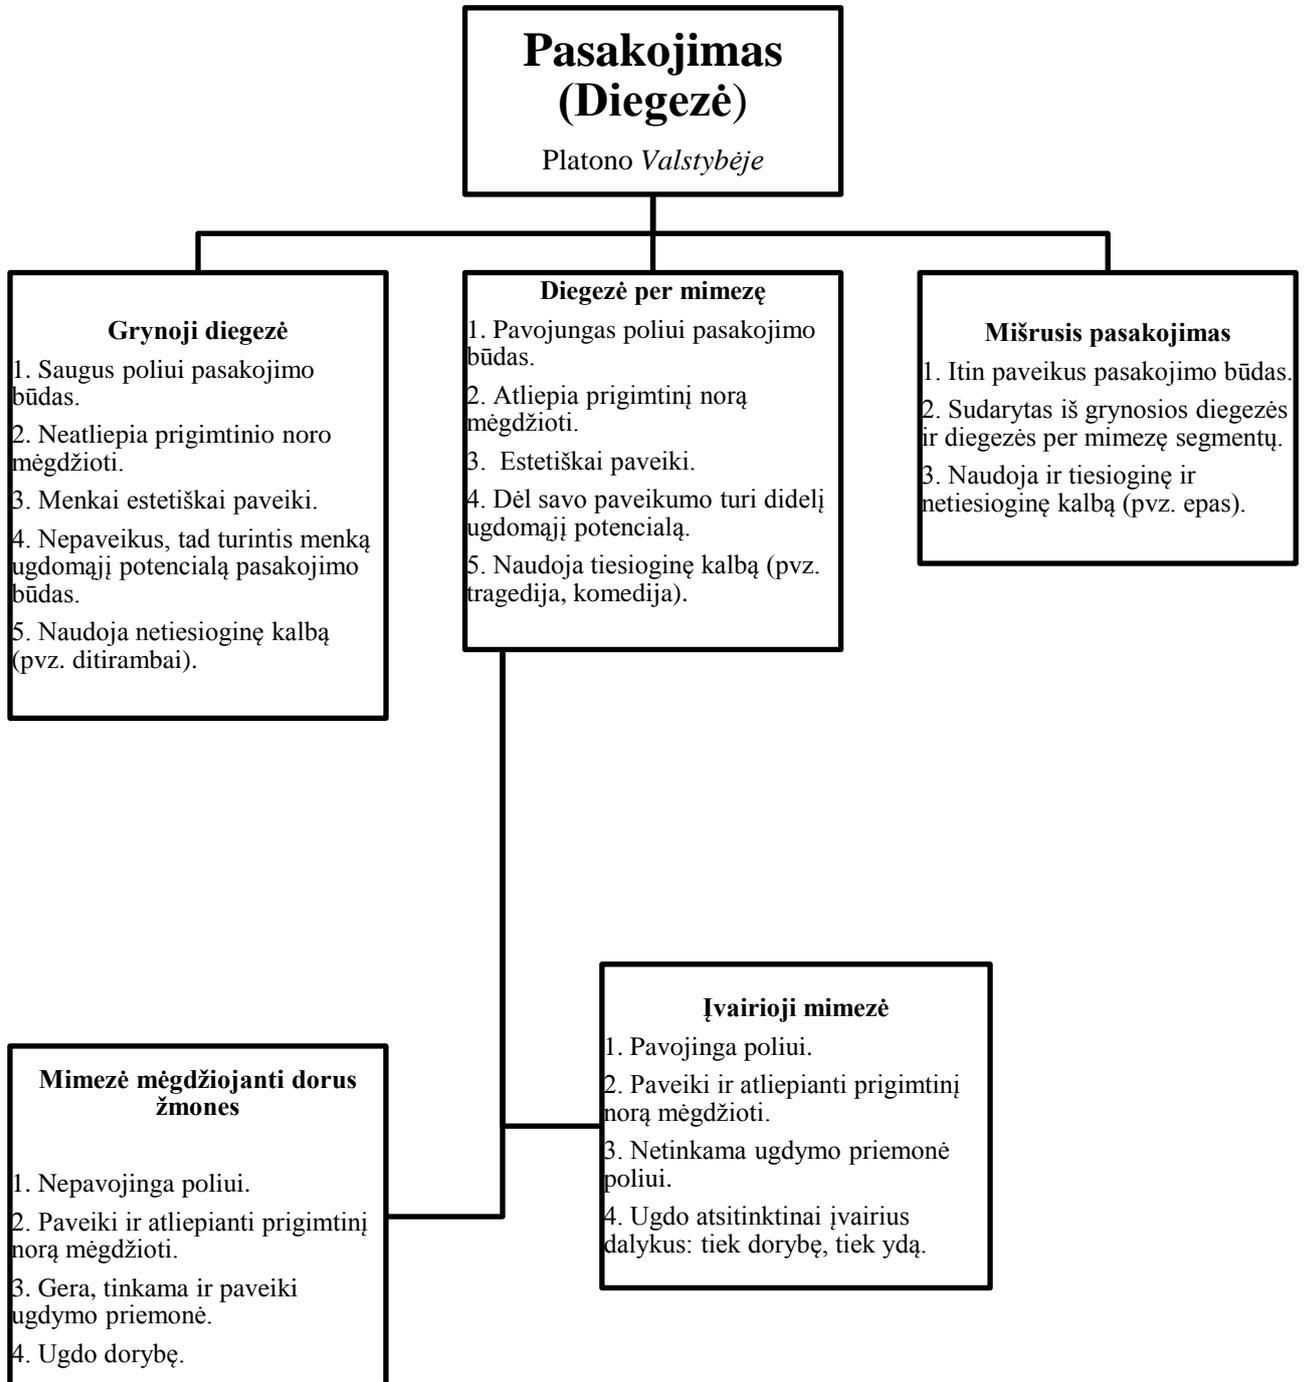 Pasakojimas
(Diegezė)
Platono Valstybėje
Grynoji diegezė
1. Saugus poliui pasakojimo
būdas.
2. Neatliepia prigimtinio noro
mėgdžioti.
3. Menkai estetiškai paveiki.
4. Nepaveikus, tad turintis menką
ugdomąjį potencialą pasakojimo
būdas.
5. Naudoja netiesioginę kalbą
(pvz. ditirambai).
Diegezė per mimezę
1. Pavojungas poliui pasakojimo
būdas.
2. Atliepia prigimtinį norą
mėgdžioti.
3. Estetiškai paveiki.
4. Dėl savo paveikumo turi didelį
ugdomąjį potencialą.
5. Naudoja tiesioginę kalbą (pvz.
tragedija, komedija).
Mišrusis pasakojimas
1. Itin paveikus pasakojimo būdas.
2. Sudarytas iš grynosios diegezės
ir diegezės per mimezę segmentų.
3. Naudoja ir tiesioginę ir
netiesioginę kalbą (pvz. epas).
Mimezė mėgdžiojanti dorus
žmones
1. Nepavojinga poliui.
2. Paveiki ir atliepianti prigimtinį
norą mėgdžioti.
3. Gera, tinkama ir paveiki
ugdymo priemonė.
4. Ugdo dorybę.
Įvairioji mimezė
1. Pavojinga poliui.
2. Paveiki ir atliepianti prigimtinį
norą mėgdžioti.
3. Netinkama ugdymo priemonė
poliui.
4. Ugdo atsitinktinai įvairius
dalykus: tiek dorybę, tiek ydą.